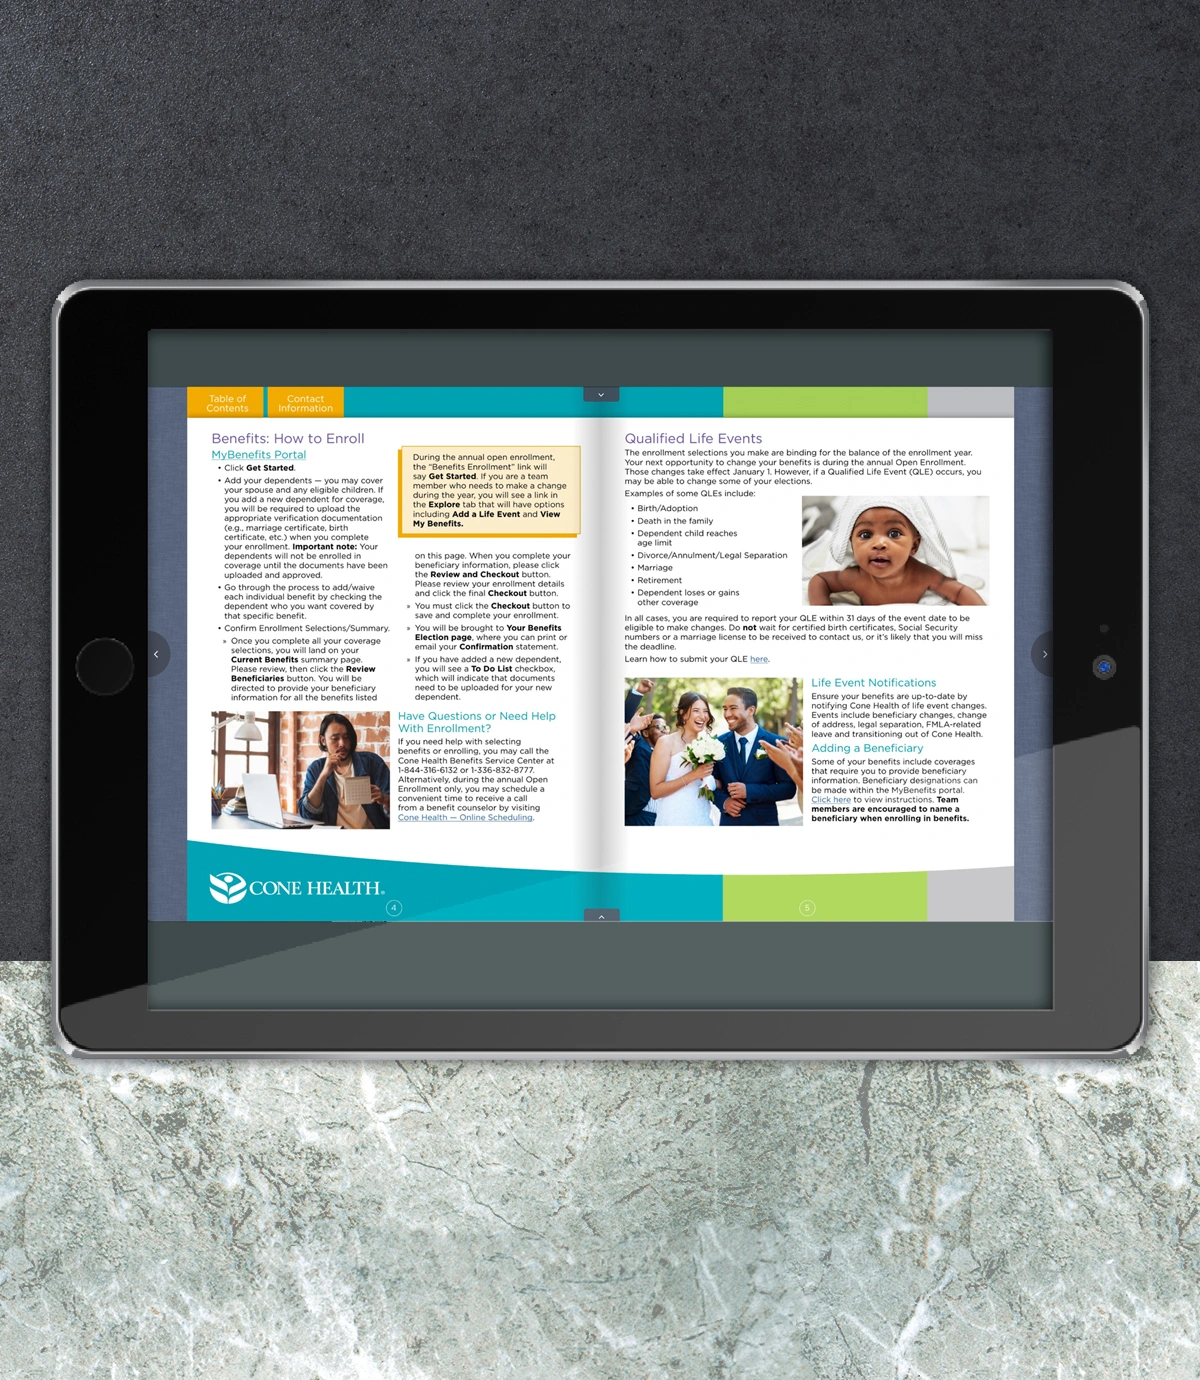 Table of
Contents
Contact
Information
Benefits: How to Enroll
MyBenefits Portal
• Click Get Started.
• Add your dependents — you may cover
your spouse and any eligible children. If
you add a new dependent for coverage,
you will be required to upload the
appropriate verification documentation
(e.g., marriage certificate, birth
certificate, etc.) when you complete
your enrollment. Important note: Your
dependents will not be enrolled in
coverage until the documents have been
uploaded and approved.
• Go through the process to add/waive
each individual benefit by checking the
dependent who you want covered by
that specific benefit.
• Confirm Enrollment Selections/Summary.
» Once you complete all your coverage
selections, you will land on your
Current Benefits summary page.
Please review, then click the Review
Beneficiaries button. You will be
directed to provide your beneficiary
information for all the benefits listed
During the annual open enrollment,
the “Benefits Enrollment” link will
say Get Started. If you are a team
member who needs to make a change
during the year, you will see a link in
the Explore tab that will have options
including Add a Life Event and View
My Benefits.
on this page. When you complete your
beneficiary information, please click
the Review and Checkout button.
Please review your enrollment details
and click the final Checkout button.
» You must click the Checkout button to
save and complete your enrollment.
» You will be brought to Your Benefits
Election page, where you can print or
email your Confirmation statement.
» If you have added a new dependent,
you will see a To Do List checkbox,
which will indicate that documents
need to be uploaded for your new
dependent.
Have Questions or Need Help
With Enrollment?
If you need help with selecting
benefits or enrolling, you may call the
Cone Health Benefits Service Center at
1-844-316-6132 or 1-336-832-8777.
Alternatively, during the annual Open
Enrollment only, you may schedule a
convenient time to receive a call
from a benefit counselor by visiting
Cone Health — Online Scheduling.
CONE HEALTH®
4
Qualified Life Events
The enrollment selections you make are binding for the balance of the enrollment year.
Your next opportunity to change your benefits is during the annual Open Enrollment.
Those changes take effect January 1. However, if a Qualified Life Event (QLE) occurs, you
may be able to change some of your elections.
Examples of some QLEs include:
• Birth/Adoption
• Death in the family
• Dependent child reaches
age limit
• Divorce/Annulment/Legal Separation
• Marriage
• Retirement
• Dependent loses or gains
other coverage
In all cases, you are required to report your QLE within 31 days of the event date to be
eligible to make changes. Do not wait for certified birth certificates, Social Security
numbers or a marriage license to be received to contact us, or it’s likely that you will miss
the deadline.
Learn how to submit your QLE here.
Life Event Notifications
Ensure your benefits are up-to-date by
notifying Cone Health of life event changes.
Events include beneficiary changes, change
of address, legal separation, FMLA-related
leave and transitioning out of Cone Health.
Adding a Beneficiary
Some of your benefits include coverages
that require you to provide beneficiary
information. Beneficiary designations can
be made within the MyBenefits portal.
Click here to view instructions. Team
members are encouraged to name a
beneficiary when enrolling in benefits.
5